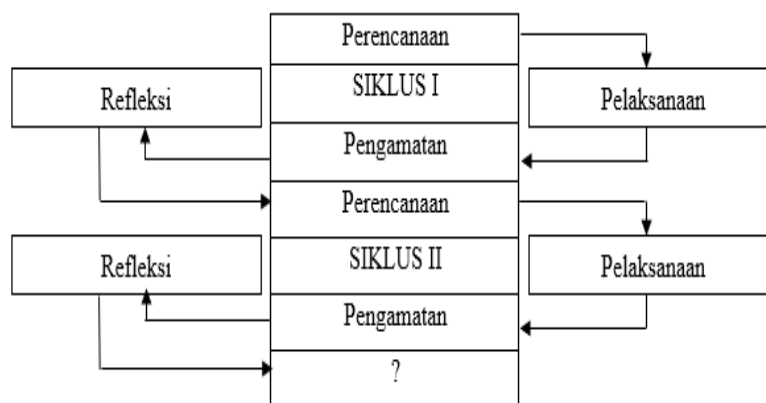 Perencanaan
SIKLUS I
Refleksi
Pelaksanaan
Pengamatan
Perencanaan
SIKLUS II
Refleksi
Pelaksanaan
Pengamatan
?